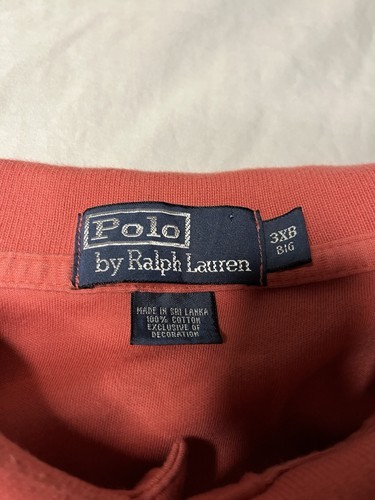 Polo
by Ralph Lauren
3XB
BIG
MADE IN SRI LANKA
100% COTTON
EXCLUSIVE OF
DECORATION